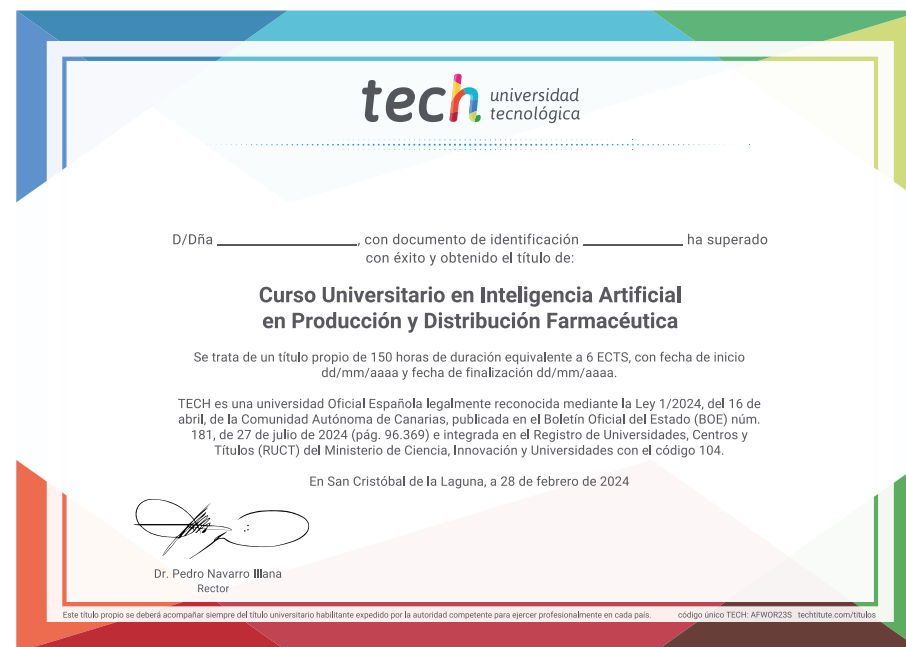 tech universidad
tecnológica
D/Dña ____________________, con documento de identificación ______________ ha superado
con éxito y obtenido el título de:
Curso Universitario en Inteligencia Artificial
en Producción y Distribución Farmacéutica
Se trata de un título propio de 150 horas de duración equivalente a 6 ECTS, con fecha de inicio
dd/mm/aaaa y fecha de finalización dd/mm/aaaa.
TECH es una universidad Oficial Española legalmente reconocida mediante la Ley 1/2024, del 16 de
abril, de la Comunidad Autónoma de Canarias, publicada en el Boletín Oficial del Estado (BOE) núm.
181, de 27 de julio de 2024 (pág. 96.369) e integrada en el Registro de Universidades, Centros y
Títulos (RUCT) del Ministerio de Ciencia, Innovación y Universidades con el código 104.
En San Cristóbal de la Laguna, a 28 de febrero de 2024
Dr. Pedro Navarro Illana
Rector
Este título propio se deberá acompañar siempre del título universitario habilitante expedido por la autoridad competente para ejercer profesionalmente en cada país. código único TECH: AFWOR23S techtitute.com/titulos